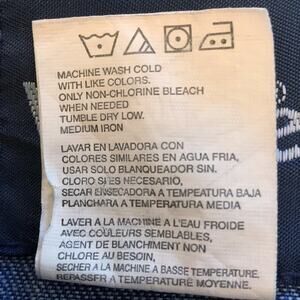 MACHINE WASH COLD
WITH LIKE COLORS.
ONLY NON-CHLORINE BLEACH
WHEN NEEDED
TUMBLE DRY LOW.
MEDIUM IRON
LAVAR EN LAVADORA CON
COLORES SIMILARES EN AGUA FRIA,
USAR SOLO BLANQUEADOR SIN
CLORO SI ES NECESARIO,
SECAR ENSECADORA A TEMPEATURA BAJA
PLANCHARA A TEMPERATURA MEDIA
LAVER A LA MACHINE A L'EAU FROIDE
AVEC COULEURS SEMBLABLES,
AGENT DE BLANCHIMENT NON
CHLORE AU BESOIN,
SECHER A LA MACHINE A BASSE TEMPERATURE.
REPASSER A TEMPERATURE MOYENNE.